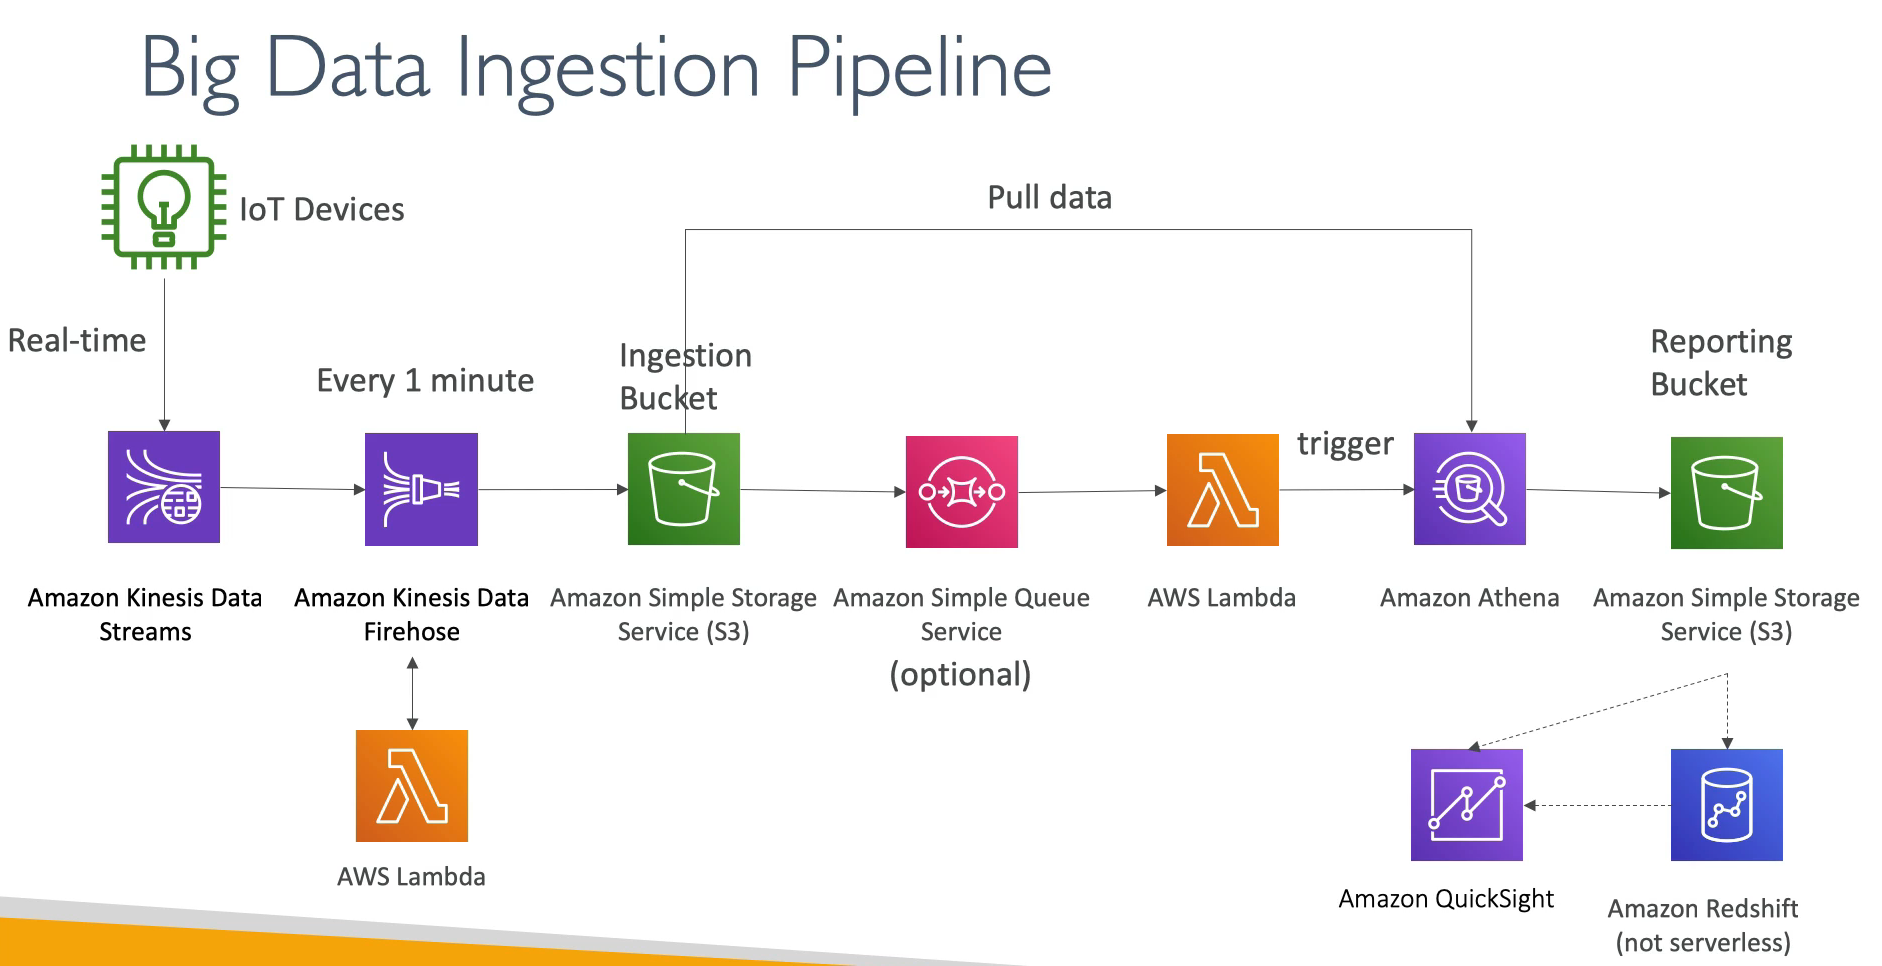 Big Data Ingestion Pipeline
IoT Devices
Pull data
Real-time
Every 1 minute
Ingestion
Bucket
trigger
Reporting
Bucket
Amazon Kinesis Data
Streams
Amazon Kinesis Data
Firehose
Amazon Simple Storage
Service (S3)
Amazon Simple Queue
Service
(optional)
AWS Lambda
Amazon Athena
Amazon Simple Storage
Service (S3)
AWS Lambda
Amazon QuickSight
Amazon Redshift
(not serverless)